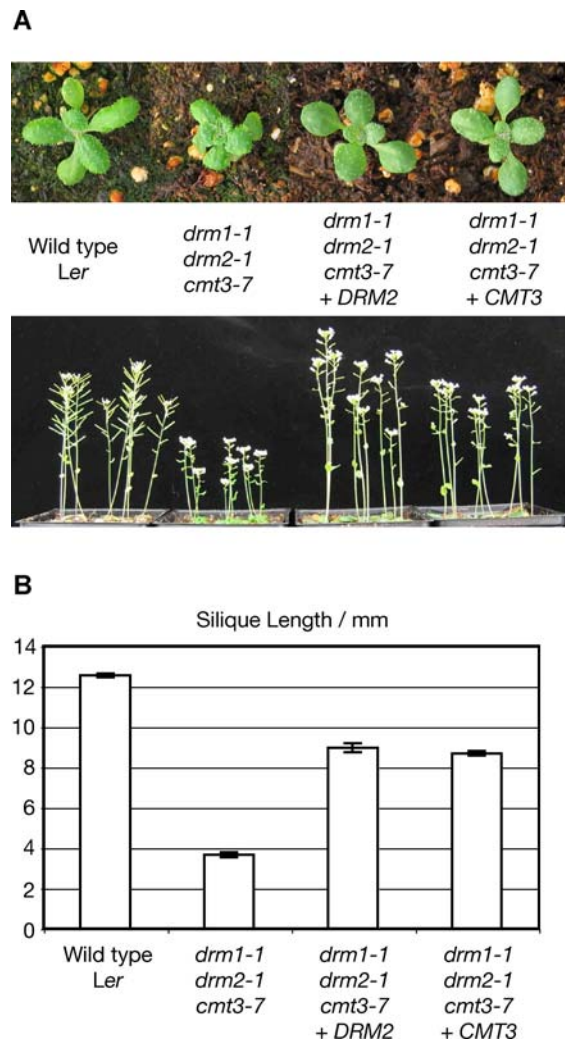 A
Wild type
Ler
drm1-1
drm2-1
cmt3-7
drm1-1
drm2-1
cmt3-7
+ DRM2
drm1-1
drm2-1
cmt3-7
+ CMT3
B
Silique Length / mm
14
12
10
8
6
4
2
0
Wild type
Ler
drm1-1
drm2-1
cmt3-7
drm1-1
drm2-1
cmt3-7
+ DRM2
drm1-1
drm2-1
cmt3-7
+ CMT3